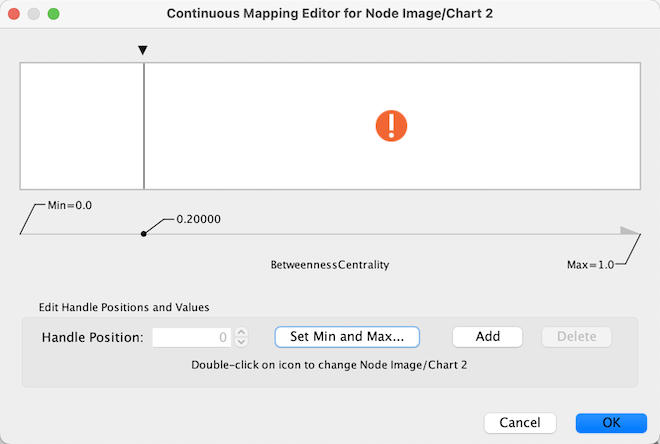 Continuous Mapping Editor for Node Image/Chart 2
Min=0.0
0.20000
BetweennessCentrality
Max=1.0
Edit Handle Positions and Values
Handle Position: 0 Set Min and Max... Add Delete
Double-click on icon to change Node Image/Chart 2
Cancel OK